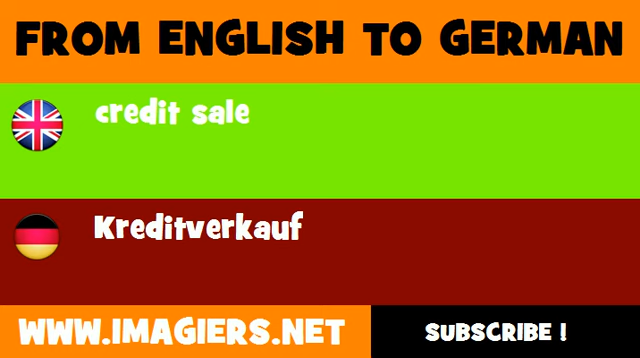 FROM ENGLISH TO GERMAN
credit sale
Kreditverkauf
WWW.IMAGIERS.NET
SUBSCRIBE !